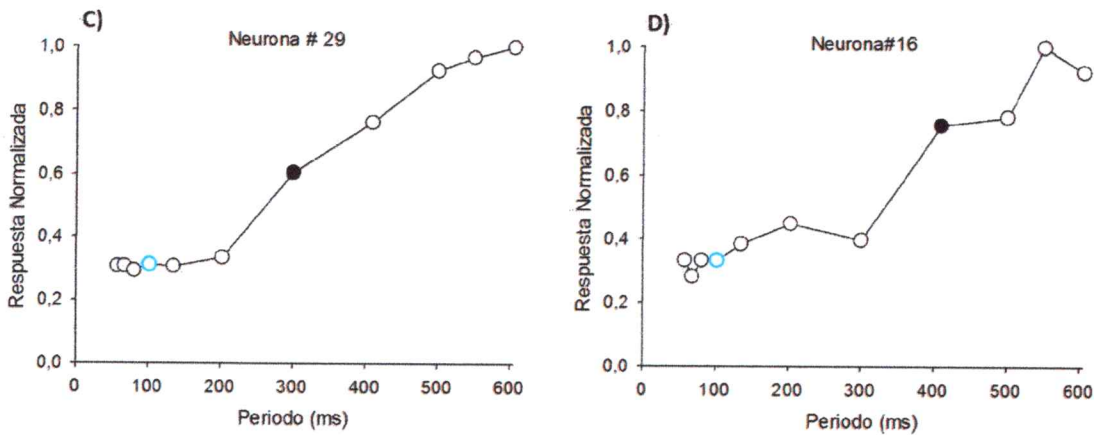 C)
Neurona # 29
Respuesta Normalizada
1,0
0,8
0,6
0,4
0,2
0,0
0 100 200 300 400 500 600
Periodo (ms)
D)
Neurona#16
Respuesta Normalizada
1,0
0,8
0,6
0,4
0,2
0,0
0 100 200 300 400 500 600
Periodo (ms)